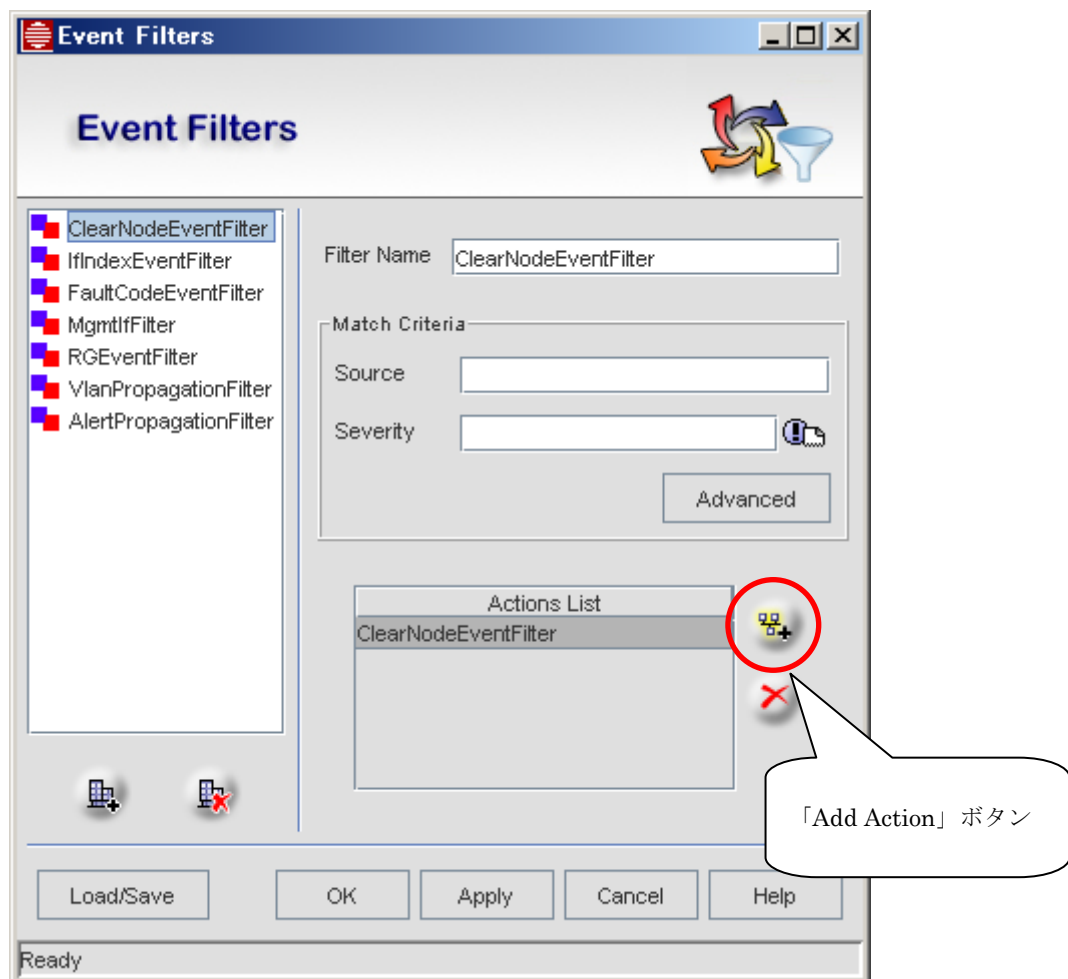 Event Filters
Event Filters
ClearNodeEventFilter
IfIndexEventFilter
FaultCodeEventFilter
MgmtIfFilter
RGEventFilter
VlanPropagationFilter
AlertPropagationFilter
Filter Name ClearNodeEventFilter
Match Criteria
Source
Severity
Advanced
Actions List
ClearNodeEventFilter
「Add Action」ボタン
Load/Save OK Apply Cancel Help
Ready